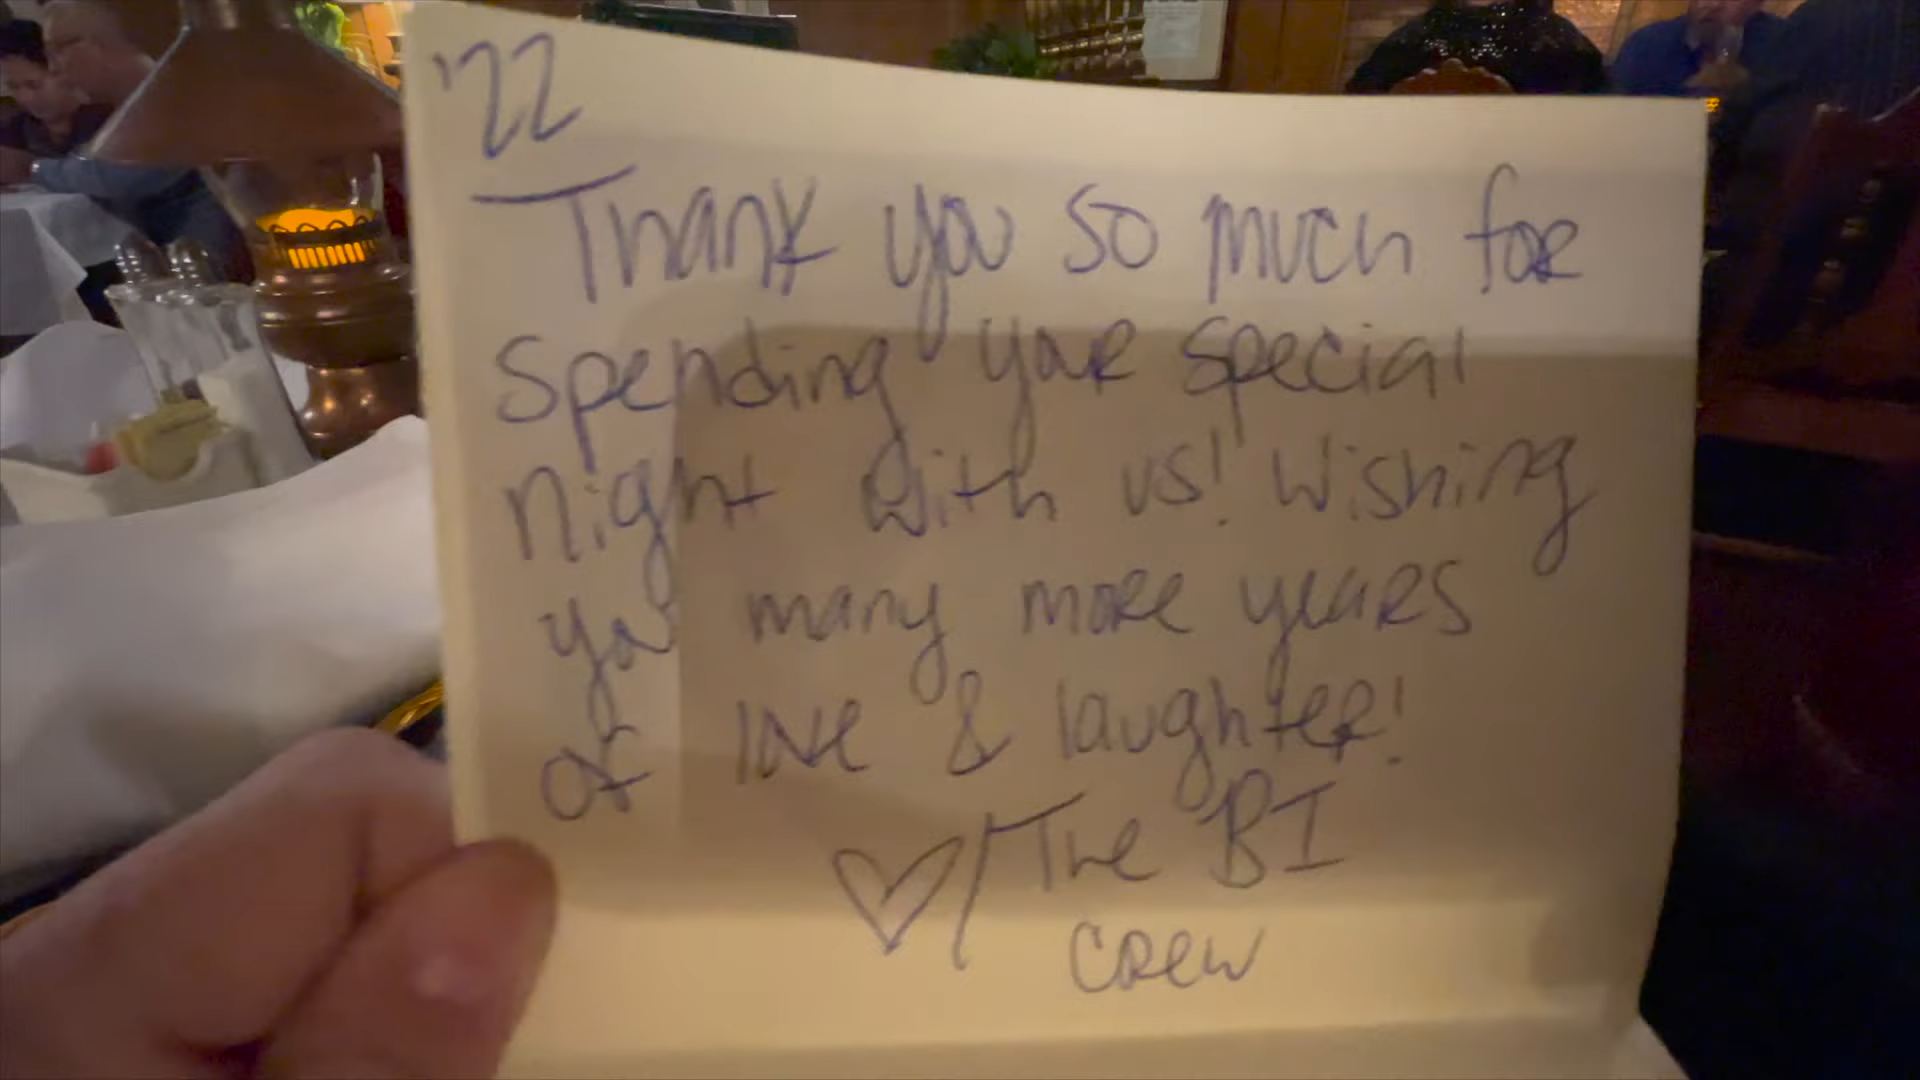 '22
Thank you so much for
spending your special
night with us! Wishing
you many more years
of love & laughter!
♡/The BI
crew